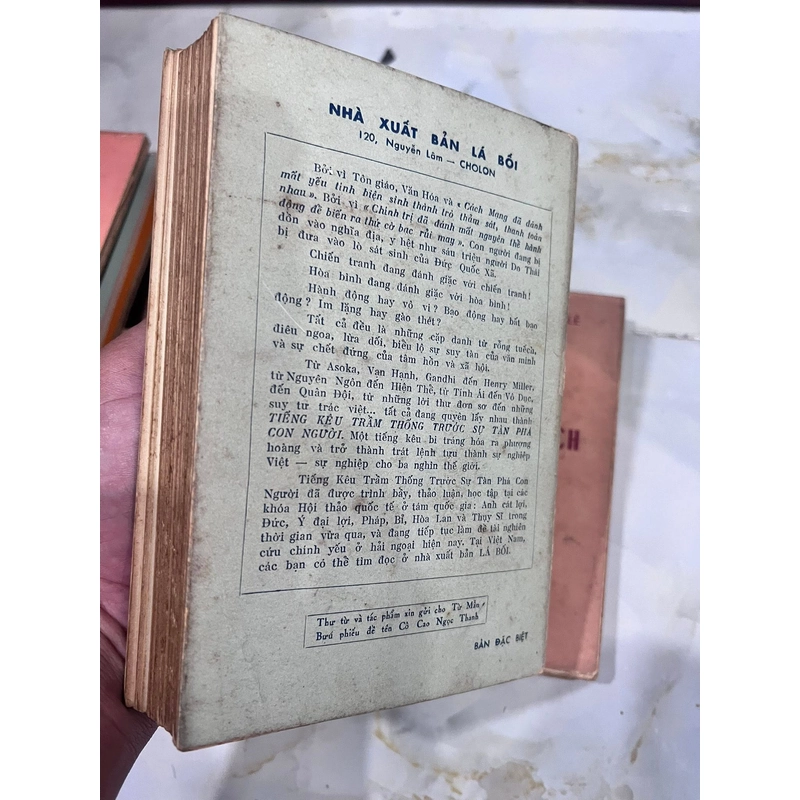 NHÀ XUẤT BẢN LÁ BỐI
120, Nguyễn Lâm — CHOLON
Bởi vì Tôn giáo, Văn Hóa và « Cách Mạng đã đánh
mất yếu tính biện sinh thành trò thảm sát, thanh toán
nhau ». Bởi vì « Chính trị đã đánh mất nguyên thể hành
động để biến ra thứ cờ bạc rủi may ». Con người đang bị
dồn vào nghĩa địa, y hệt như sáu triệu người Do Thái
bị đưa vào lò sát sinh của Đức Quốc Xã.
Chiến tranh đang đánh giặc với chiến tranh!
Hòa bình đang đánh giặc với hòa bình!
Hành động hay vô vi? Bạo động hay bất bạo
động? Im lặng hay gào thét?
Tất cả đều là những cặp danh từ rỗng tuếch,
điêu ngoa, lừa dối, biểu lộ sự suy tàn của văn minh
và sự chết đứng của tâm hồn và xã hội.
Từ Asoka, Vạn Hạnh, Gandhi đến Henry Miller,
từ Nguyên Ngôn đến Hiện Thể, từ Tính Ái đến Vô Dục,
đến Quân Đội, từ những lời thư đơn sơ đến những
suy tư trác việt... tất cả đang quyện lấy nhau thành
TIẾNG KÊU TRẦM THỐNG TRƯỚC SỰ TÀN PHÁ
CON NGƯỜI. Một tiếng kêu bi tráng hóa ra phượng
hoàng và trở thành trát lệnh tựu thành sự nghiệp
Việt — sự nghiệp cho ba nghìn thế giới.
Tiếng Kêu Trầm Thống Trước Sự Tàn Phá Con
Người đã được trình bầy, thảo luận, học tập tại các
khóa Hội thảo quốc tế ở tám quốc gia: Anh cát lợi,
Đức, Ý đại lợi, Pháp, Bỉ, Hòa Lan và Thụy Sĩ trong
thời gian vừa qua, và đang tiếp tục làm đề tài nghiên
cứu chính yếu ở hải ngoại hiện nay. Tại Việt Nam,
các bạn có thể tìm đọc ở nhà xuất bản LÁ BỐI.
Thư từ và tác phẩm xin gửi cho Từ Mẫn
Bưu phiếu đề tên Cô Cao Ngọc Thanh
BẢN ĐẶC BIỆT
CH